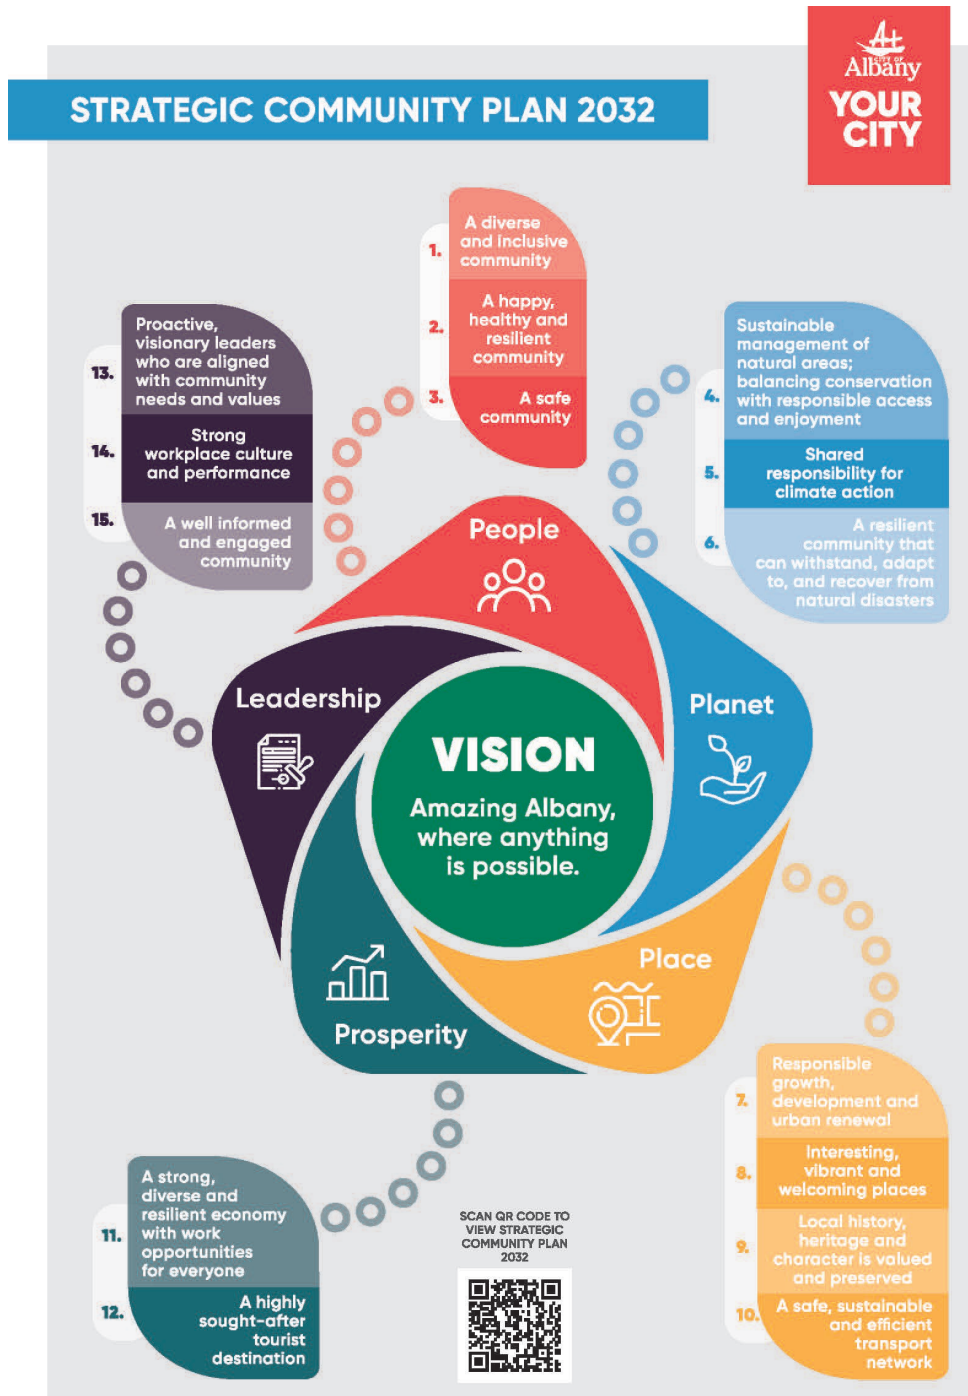 CITY OF
Albany
YOUR
CITY
STRATEGIC COMMUNITY PLAN 2032
1.
A diverse
and inclusive
community
2.
A happy,
healthy and
resilient
community
3.
A safe
community
13.
Proactive,
visionary leaders
who are aligned
with community
needs and values
14.
Strong
workplace culture
and performance
15.
A well informed
and engaged
community
4.
Sustainable
management of
natural areas;
balancing conservation
with responsible access
and enjoyment
5.
Shared
responsibility for
climate action
6.
A resilient
community that
can withstand, adapt
to, and recover from
natural disasters
People
Leadership
Planet
VISION
Amazing Albany,
where anything
is possible.
Place
Prosperity
7.
Responsible
growth,
development and
urban renewal
8.
Interesting,
vibrant and
welcoming places
9.
Local history,
heritage and
character is valued
and preserved
10.
A safe, sustainable
and efficient
transport
network
11.
A strong,
diverse and
resilient economy
with work
opportunities
for everyone
12.
A highly
sought-after
tourist
destination
SCAN QR CODE TO
VIEW STRATEGIC
COMMUNITY PLAN
2032